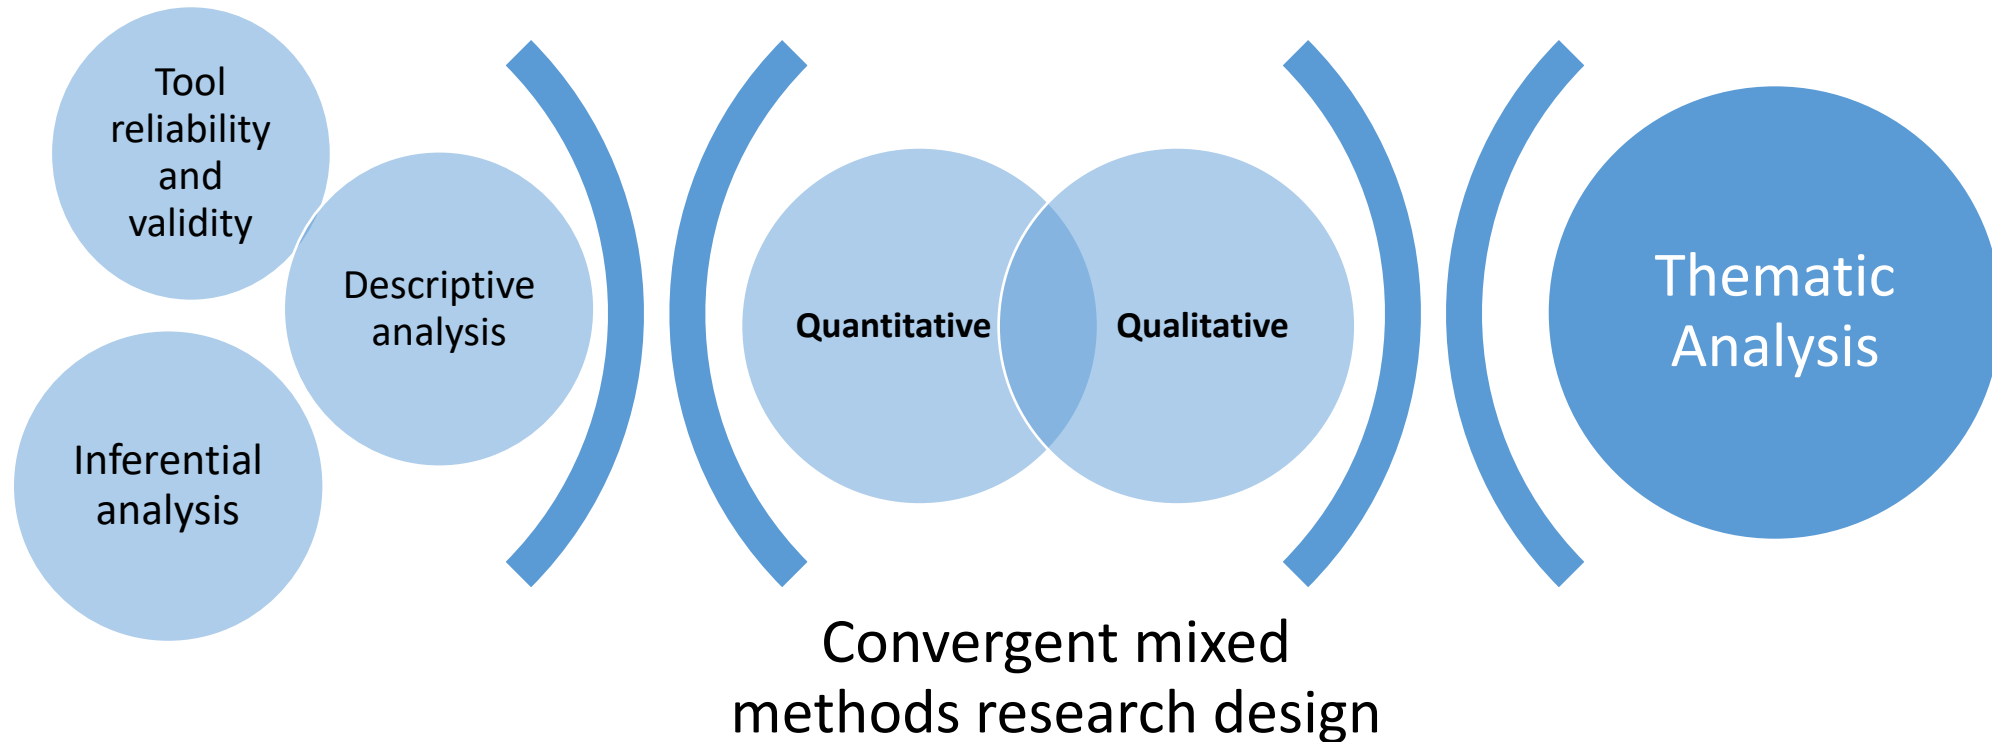 Tool
reliability
and
validity
Descriptive
analysis
Inferential
analysis
Quantitative
Qualitative
Thematic
Analysis
Convergent mixed
methods research design